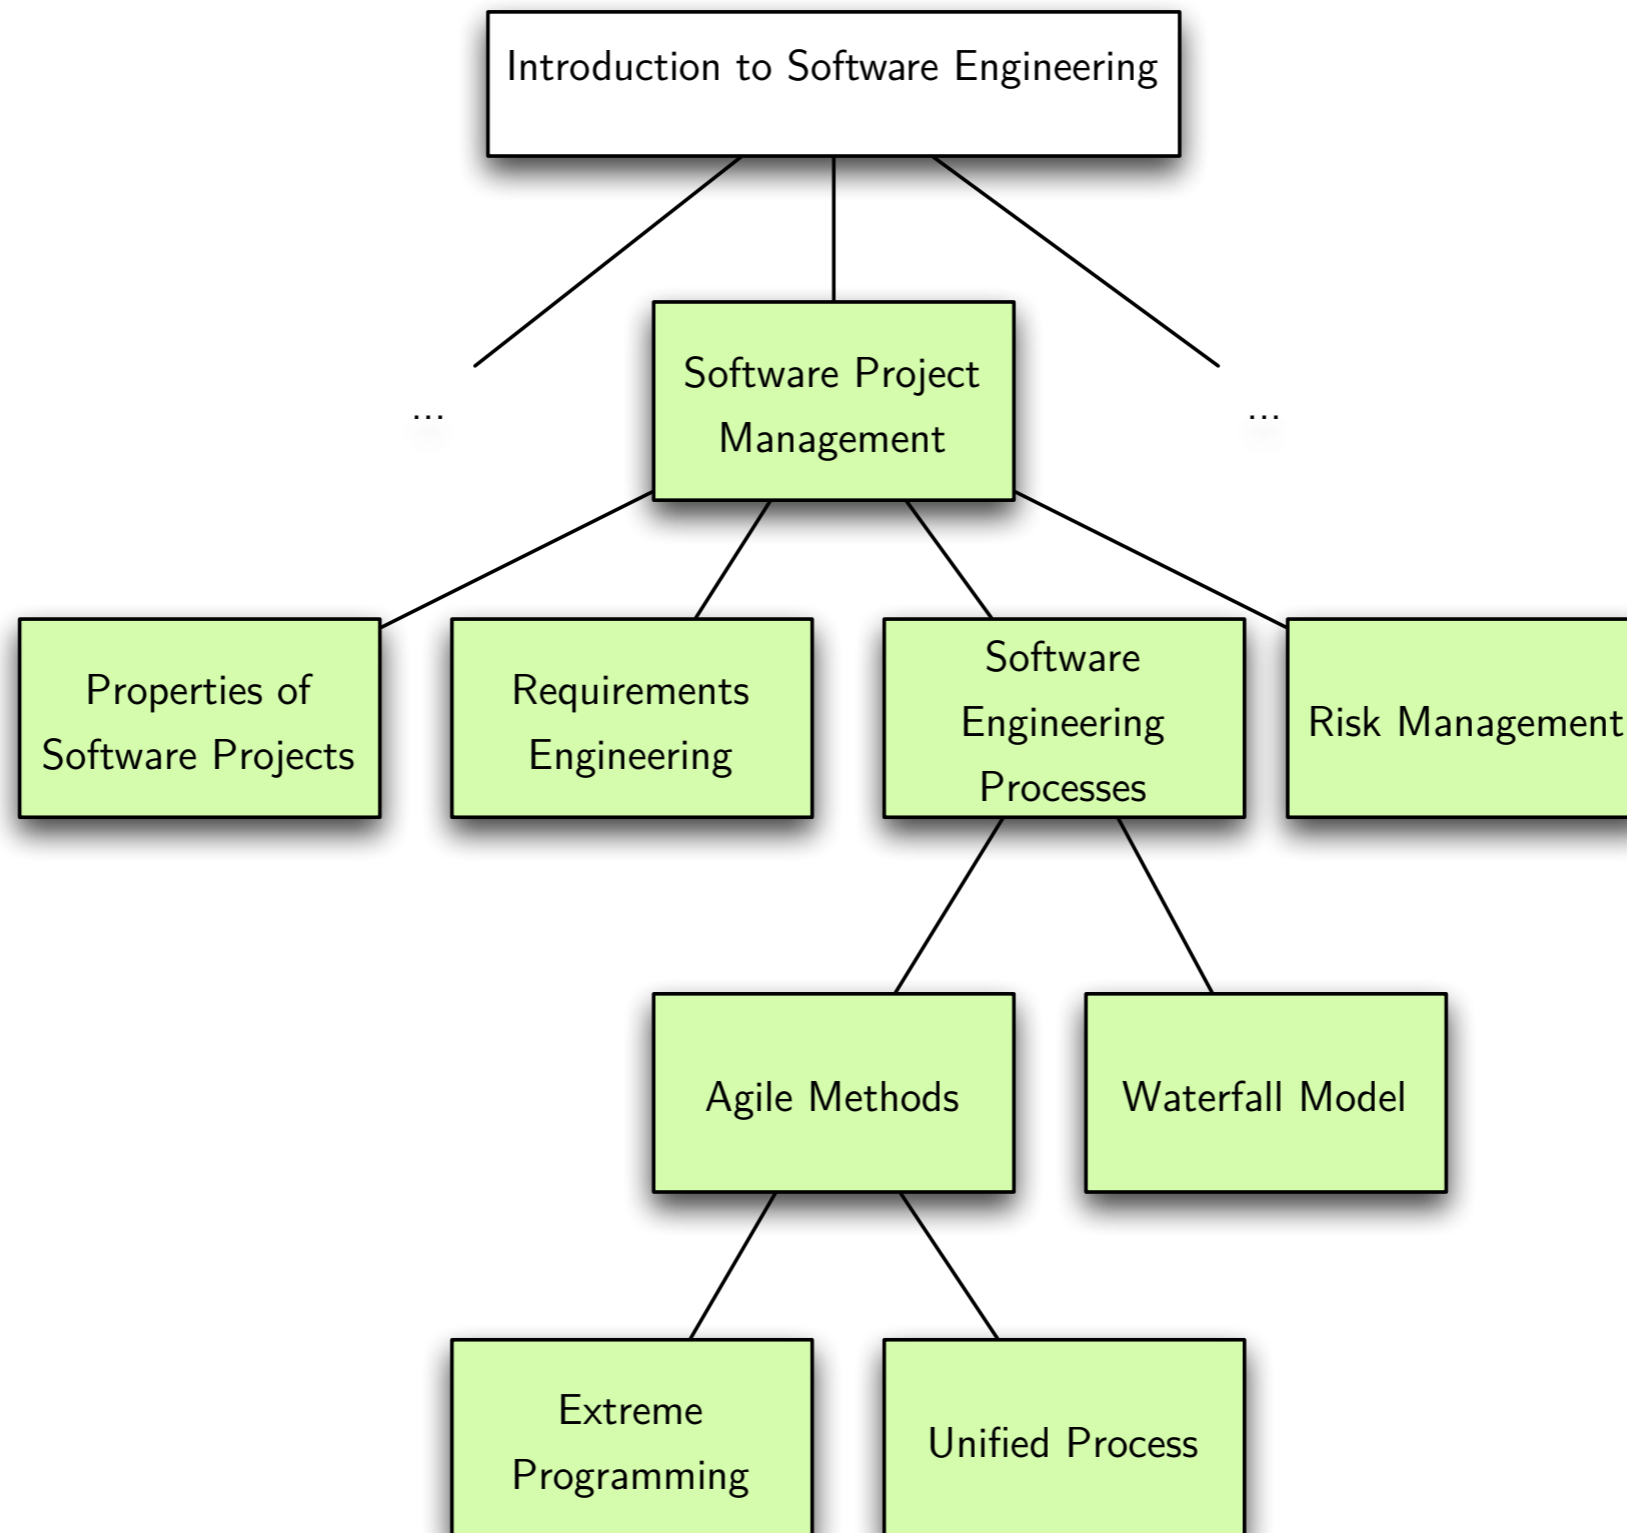 Introduction to Software Engineering
...
Software Project
Management
...
Properties of
Software Projects
Requirements
Engineering
Software
Engineering
Processes
Risk Management
Agile Methods
Waterfall Model
Extreme
Programming
Unified Process